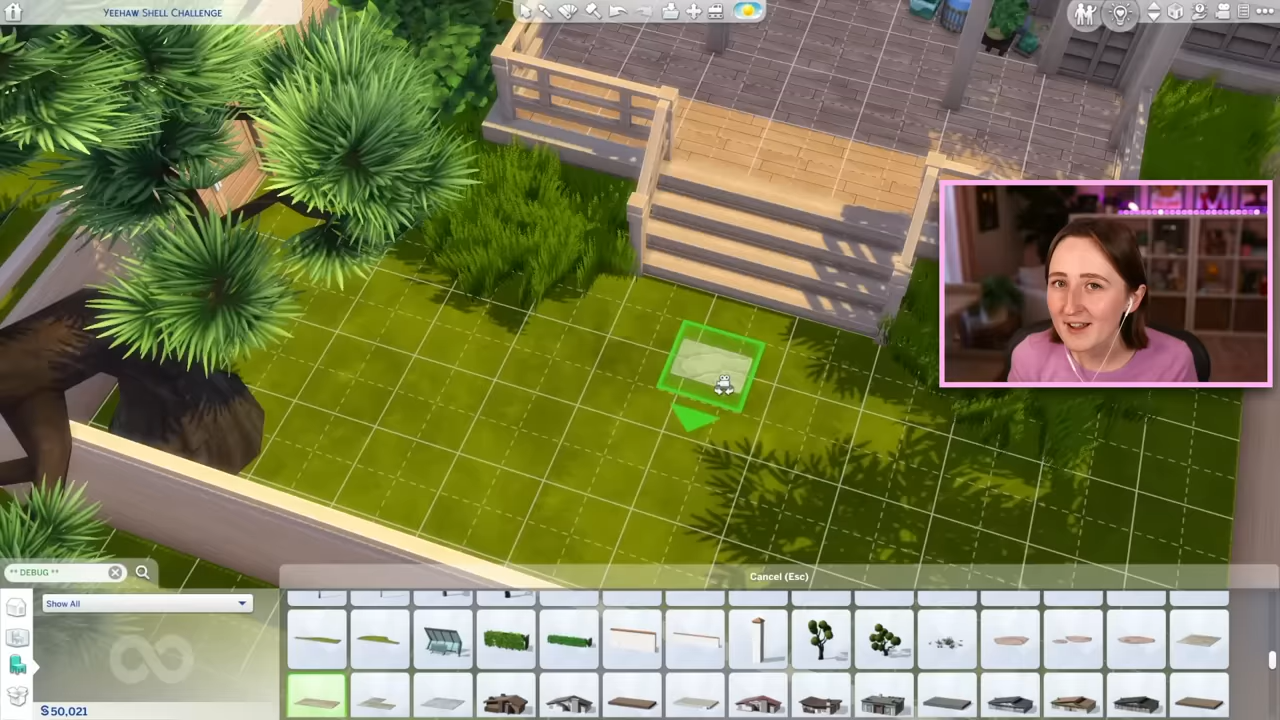 YEEHAW SHELL CHALLENGE
Cancel (Esc)
** DEBUG **
Show All
§50,021